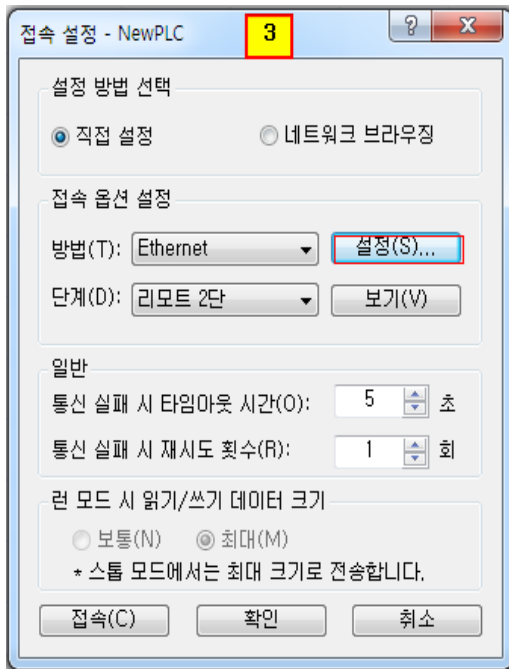 접속 설정 - NewPLC
3
설정 방법 선택
직접 설정 네트워크 브라우징
접속 옵션 설정
방법(T): Ethernet 설정(S)...
단계(D): 리모트 2단 보기(V)
일반
통신 실패 시 타임아웃 시간(O): 5 초
통신 실패 시 재시도 횟수(R): 1 회
런 모드 시 읽기/쓰기 데이터 크기
보통(N) 최대(M)
* 스톱 모드에서는 최대 크기로 전송합니다.
접속(C) 확인 취소